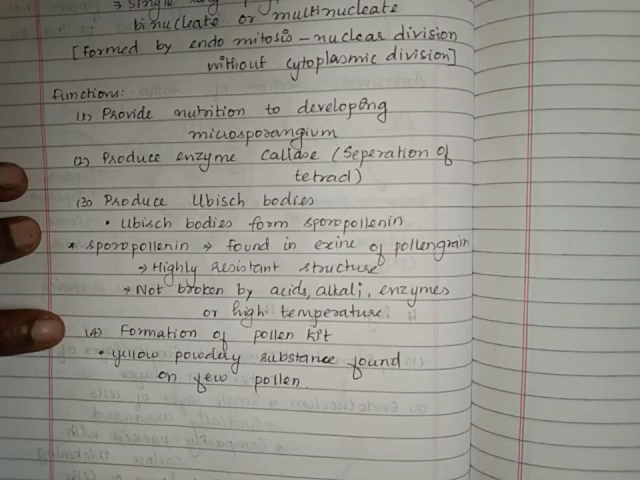 → single
binucleate or multinucleate
[formed by endo mitosis - nuclear division
without cytoplasmic division]
Functions:
(1) Provide nutrition to developing
microsporangium
(2) Produce enzyme callase (Seperation of
tetrad)
(3) Produce Ubisch bodies
• Ubisch bodies form sporopollenin
* sporopollenin → found in exine of pollengrain
→ Highly resistant structure
→ Not broken by acids, alkali, enzymes
or high temperature.
(4) Formation of pollen kit
• yellow powdery substance found
on few pollen.